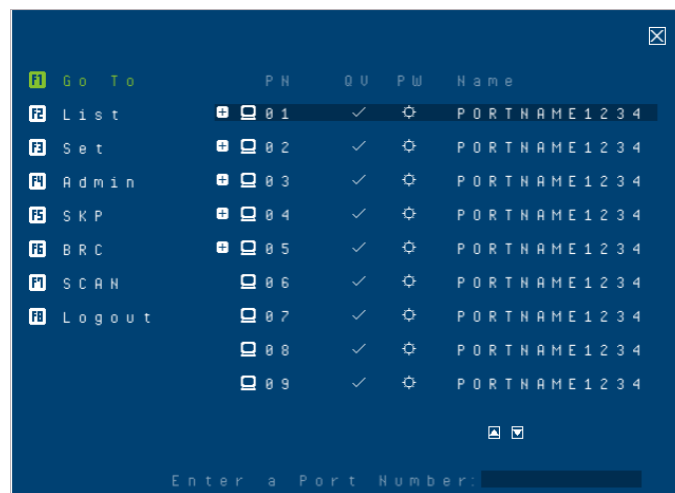 F1 Go To PN QV PW Name
F2 List 01 PORTNAME1234
F3 Set 02 PORTNAME1234
F4 Admin 03 PORTNAME1234
F5 SKP 04 PORTNAME1234
F6 BRC 05 PORTNAME1234
F7 SCAN 06 PORTNAME1234
F8 Logout 07 PORTNAME1234
08 PORTNAME1234
09 PORTNAME1234
Enter a Port Number: